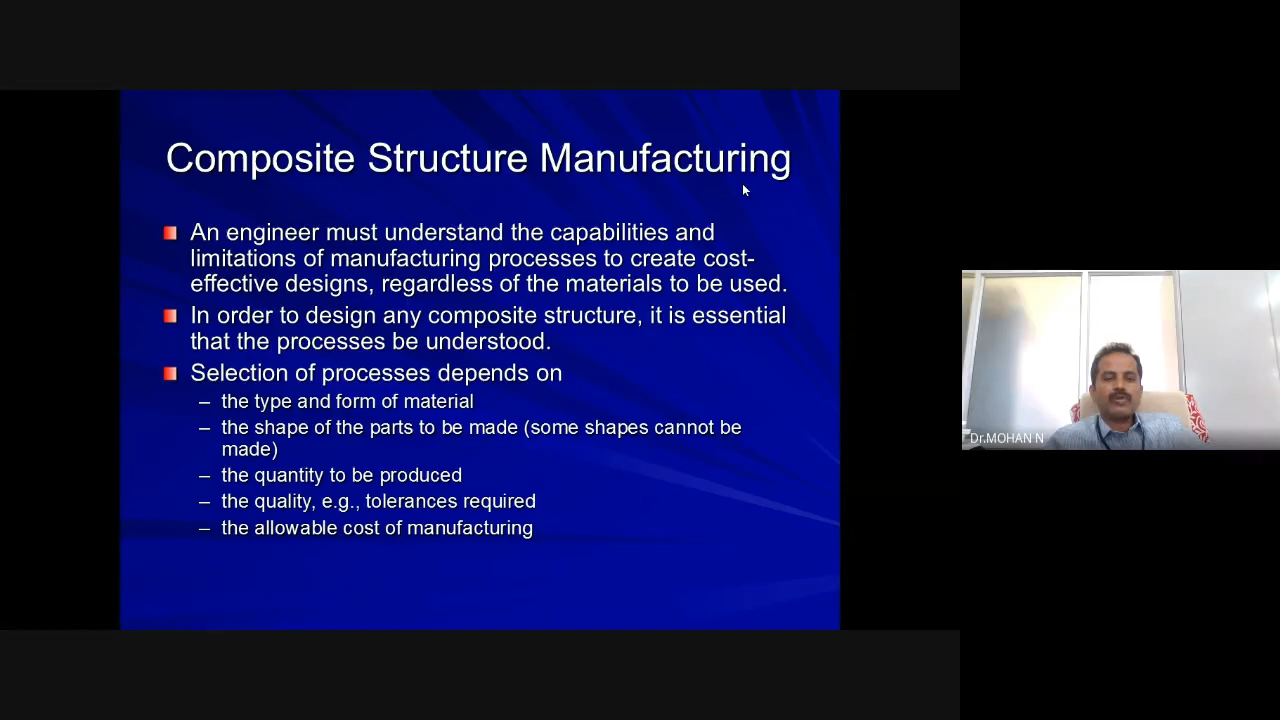 Composite Structure Manufacturing
An engineer must understand the capabilities and
limitations of manufacturing processes to create cost-
effective designs, regardless of the materials to be used.
In order to design any composite structure, it is essential
that the processes be understood.
Selection of processes depends on
– the type and form of material
– the shape of the parts to be made (some shapes cannot be
made)
– the quantity to be produced
– the quality, e.g., tolerances required
– the allowable cost of manufacturing
Dr.MOHAN N